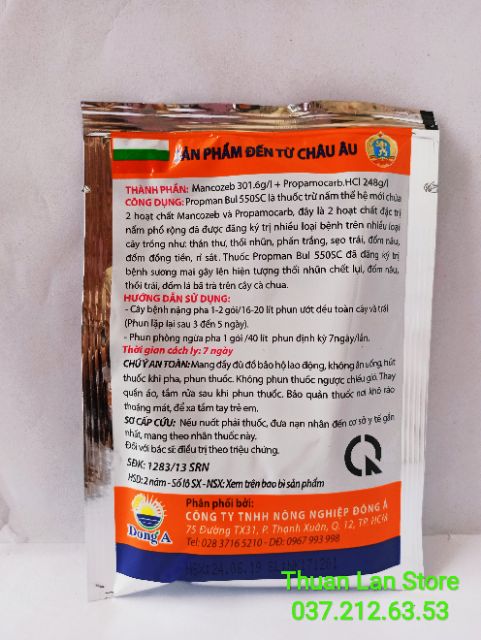 ẢN PHẨM ĐẾN TỪ CHÂU ÂU
THÀNH PHẦN: Mancozeb 301.6g/l + Propamocarb.HCl 248g/l
CÔNG DỤNG: Propman Bul 550SC là thuốc trừ nấm thế hệ mới chứa
2 hoạt chất Mancozeb và Propamocarb, đây là 2 hoạt chất đặc trị
nấm phổ rộng đã được đăng ký trị nhiều loại bệnh trên nhiều loại
cây trồng như: thán thư, thối nhũn, phấn trắng, sẹo trái, đốm nâu,
đốm đồng tiền, rỉ sát. Thuốc Propman Bul 550SC đã đăng ký trị
bệnh sương mai gây lên hiện tượng thối nhũn chết lụi, đốm nâu,
thối trái, đốm lá bã trà trên cây cà chua.
HƯỚNG DẪN SỬ DỤNG:
- Cây bệnh nặng pha 1-2 gói/16-20 lít phun ướt đều toàn cây và trái
(Phun lặp lại sau 3 đến 5 ngày).
- Phun phòng ngừa pha 1 gói /40 lít phun định kỳ 7ngày/lần.
Thời gian cách ly: 7 ngày
CHÚ Ý AN TOÀN: Mang đầy đủ đồ bảo hộ lao động, không ăn uống, hút
thuốc khi pha, phun thuốc. Không phun thuốc ngược chiều gió. Thay
quần áo, tắm rửa sau khi phun thuốc. Bảo quản thuốc nơi khô ráo
thoáng mát, để xa tầm tay trẻ em.
SƠ CẤP CỨU: Nếu nuốt phải thuốc, đưa nạn nhân đến cơ sở y tế gần
nhất, mang theo nhãn thuốc này.
Đối với bác sĩ: điều trị theo triệu chứng.
SĐK: 1283/13 SRN
HSD: 2 năm - Số lô SX - NSX: Xem trên bao bì sản phẩm
Đông Á
Phân phối bởi:
CÔNG TY TNHH NÔNG NGHIỆP ĐÔNG Á
75 Đường TX31, P. Thạnh Xuân, Q. 12, TP. HCM
Tel: 028 3716 5210 - DĐ: 0967 993 998
Thuan Lan Store
037.212.63.53